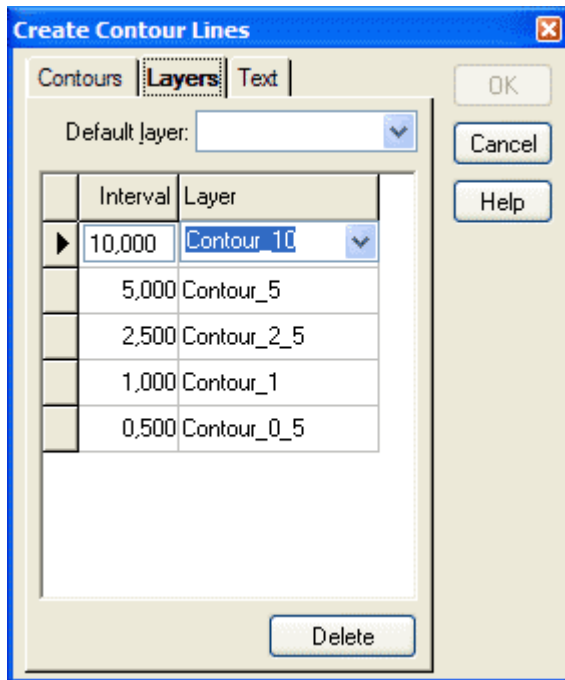 Create Contour Lines
Contours Layers Text
OK
Default layer:
Cancel
Interval Layer
Help
10,000 Contour_10
5,000 Contour_5
2,500 Contour_2_5
1,000 Contour_1
0,500 Contour_0_5
Delete